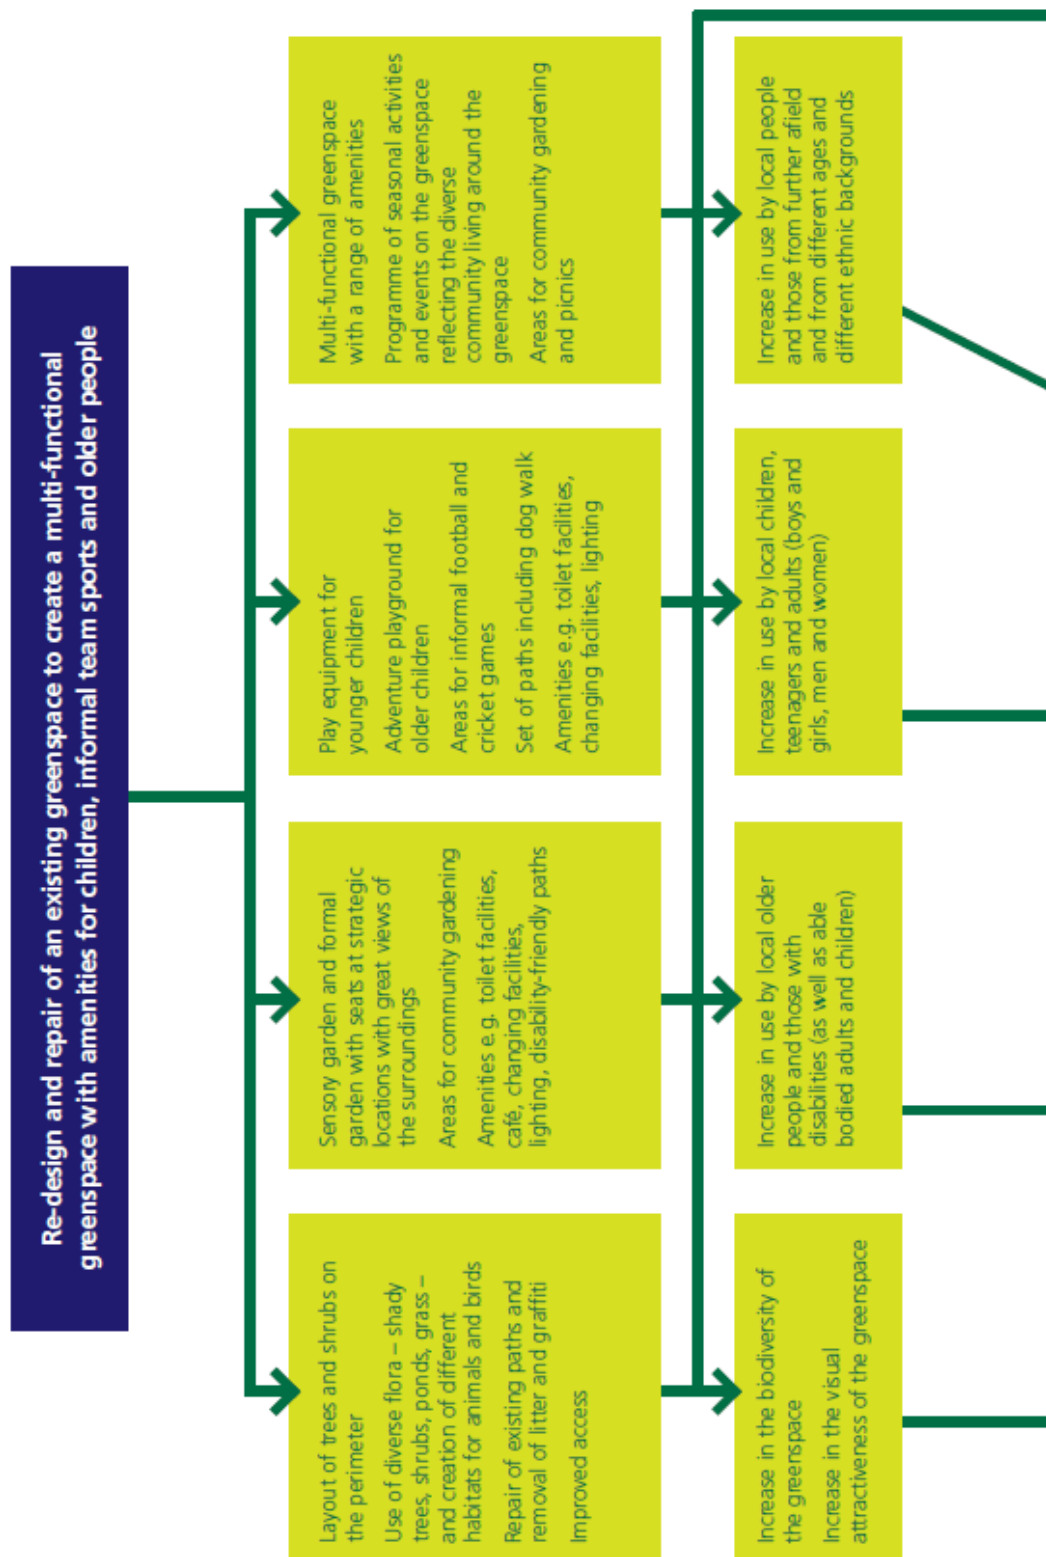 Re-design and repair of an existing greenspace to create a multi-functional
greenspace with amenities for children, informal team sports and older people
Layout of trees and shrubs on
the perimeter
Use of diverse flora – shady
trees, shrubs, ponds, grass –
and creation of different
habitats for animals and birds
Repair of existing paths and
removal of litter and graffiti
Improved access
Sensory garden and formal
garden with seats at strategic
locations with great views of
the surroundings
Areas for community gardening
Amenities e.g. toilet facilities,
café, changing facilities,
lighting, disability-friendly paths
Play equipment for
younger children
Adventure playground for
older children
Areas for informal football and
cricket games
Set of paths including dog walk
Amenities e.g. toilet facilities,
changing facilities, lighting
Multi-functional greenspace
with a range of amenities
Programme of seasonal activities
and events on the greenspace
reflecting the diverse
community living around the
greenspace
Areas for community gardening
and picnics
Increase in the biodiversity of
the greenspace
Increase in the visual
attractiveness of the greenspace
Increase in use by local older
people and those with
disabilities (as well as able
bodied adults and children)
Increase in use by local children,
teenagers and adults (boys and
girls, men and women)
Increase in use by local people
and those from further afield
and from different ages and
different ethnic backgrounds